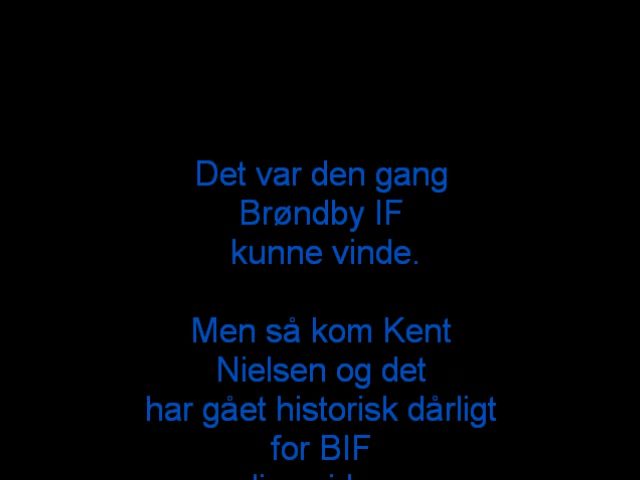 Det var den gang
Brøndby IF
kunne vinde.
Men så kom Kent
Nielsen og det
har gået historisk dårligt
for BIF